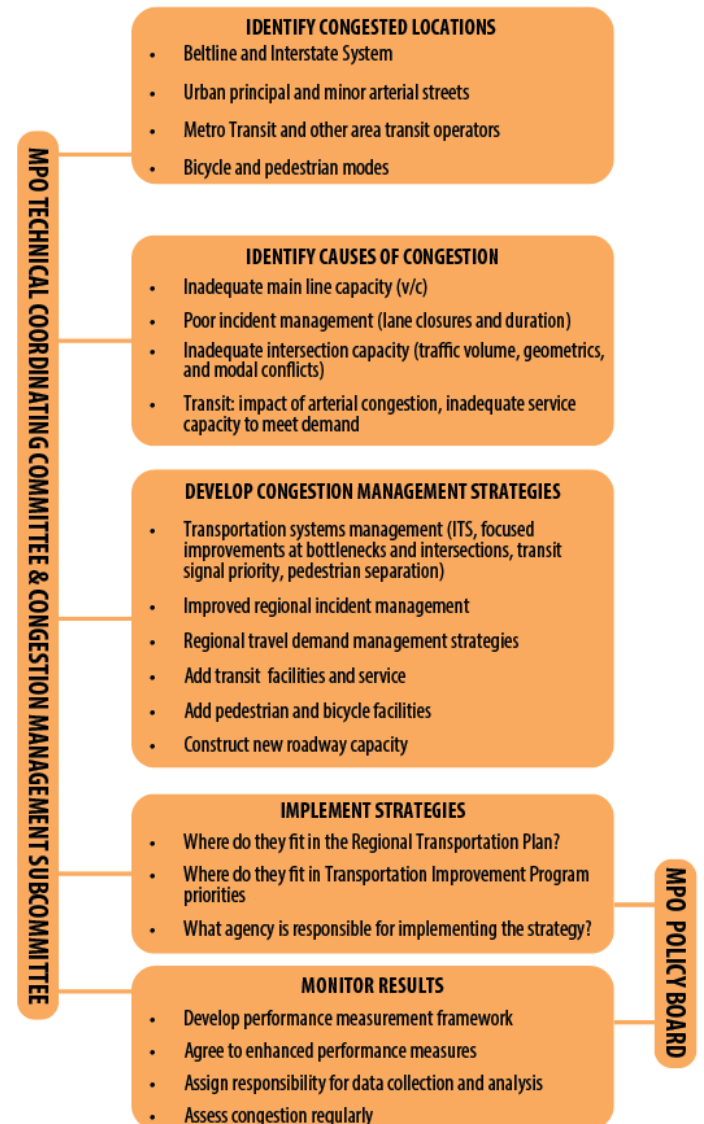 MPO TECHNICAL COORDINATING COMMITTEE & CONGESTION MANAGEMENT SUBCOMMITTEE
IDENTIFY CONGESTED LOCATIONS
• Beltline and Interstate System
• Urban principal and minor arterial streets
• Metro Transit and other area transit operators
• Bicycle and pedestrian modes
IDENTIFY CAUSES OF CONGESTION
• Inadequate main line capacity (v/c)
• Poor incident management (lane closures and duration)
• Inadequate intersection capacity (traffic volume, geometrics,
and modal conflicts)
• Transit: impact of arterial congestion, inadequate service
capacity to meet demand
DEVELOP CONGESTION MANAGEMENT STRATEGIES
• Transportation systems management (ITS, focused
improvements at bottlenecks and intersections, transit
signal priority, pedestrian separation)
• Improved regional incident management
• Regional travel demand management strategies
• Add transit facilities and service
• Add pedestrian and bicycle facilities
• Construct new roadway capacity
IMPLEMENT STRATEGIES
• Where do they fit in the Regional Transportation Plan?
• Where do they fit in Transportation Improvement Program
priorities
• What agency is responsible for implementing the strategy?
MONITOR RESULTS
• Develop performance measurement framework
• Agree to enhanced performance measures
• Assign responsibility for data collection and analysis
• Assess congestion regularly
MPO POLICY BOARD